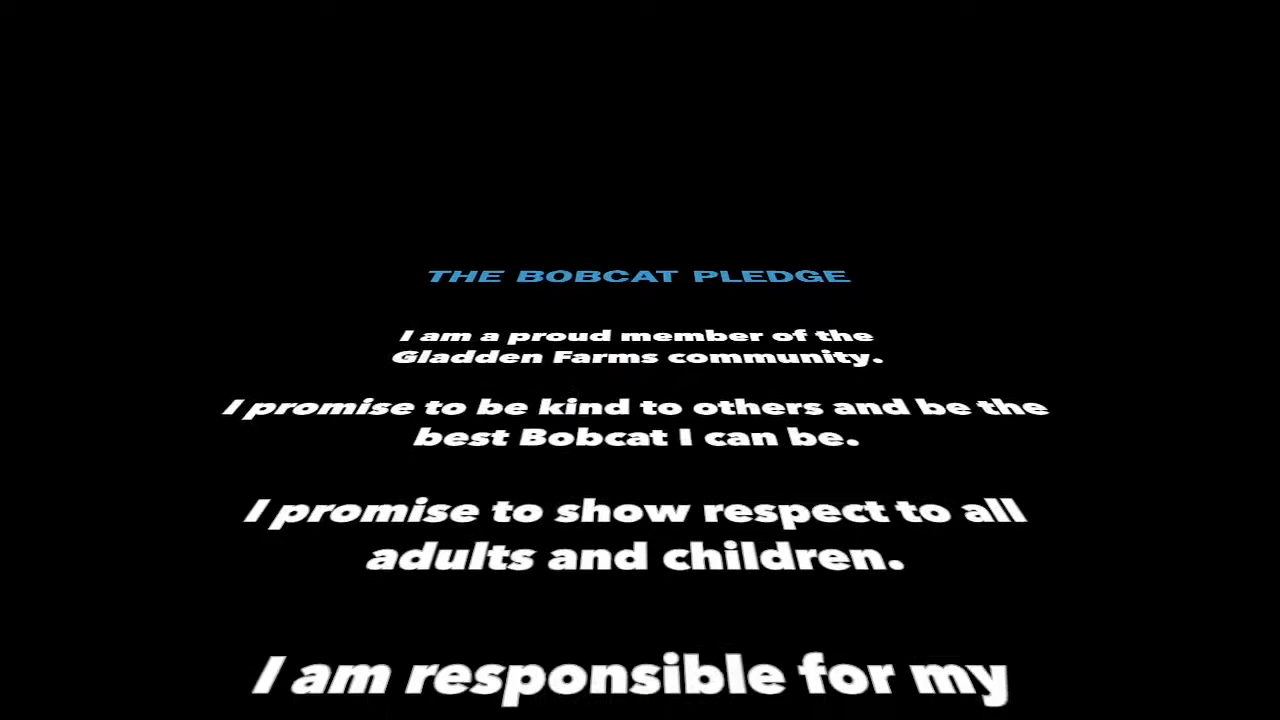 THE BOBCAT PLEDGE
I am a proud member of the
Gladden Farms community.
I promise to be kind to others and be the
best Bobcat I can be.
I promise to show respect to all
adults and children.
I am responsible for my